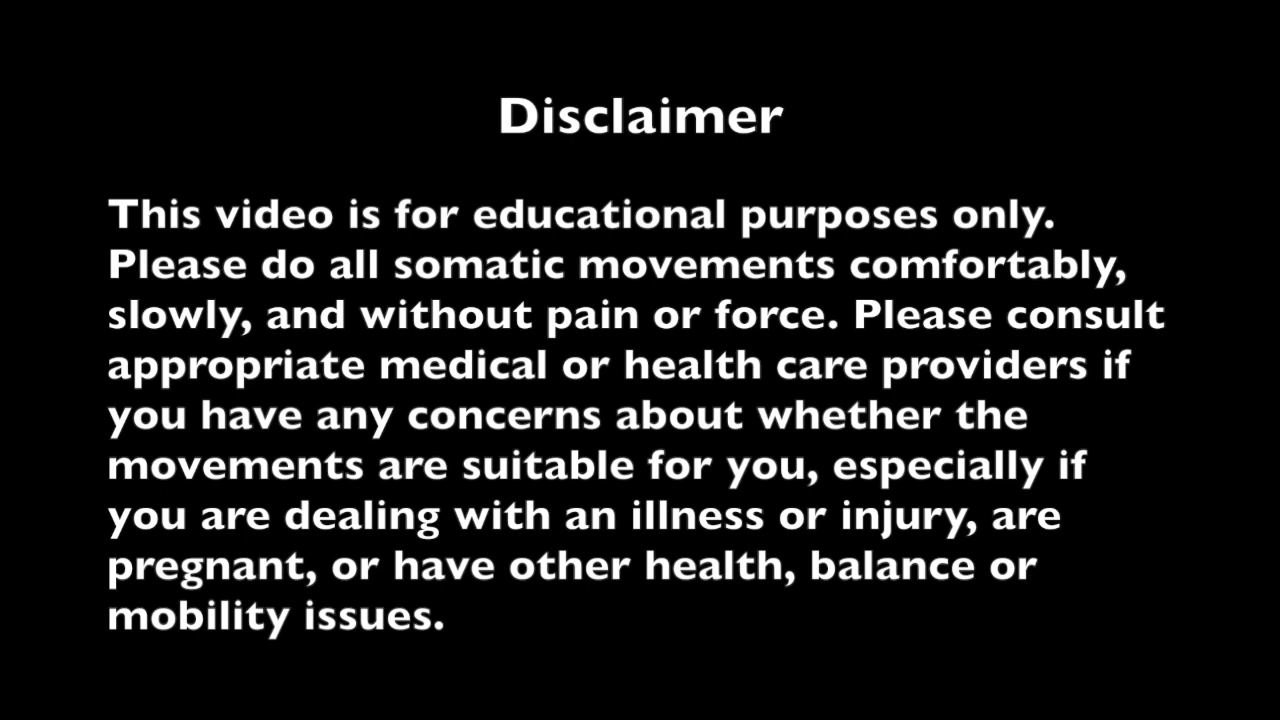 Disclaimer
This video is for educational purposes only.
Please do all somatic movements comfortably,
slowly, and without pain or force. Please consult
appropriate medical or health care providers if
you have any concerns about whether the
movements are suitable for you, especially if
you are dealing with an illness or injury, are
pregnant, or have other health, balance or
mobility issues.